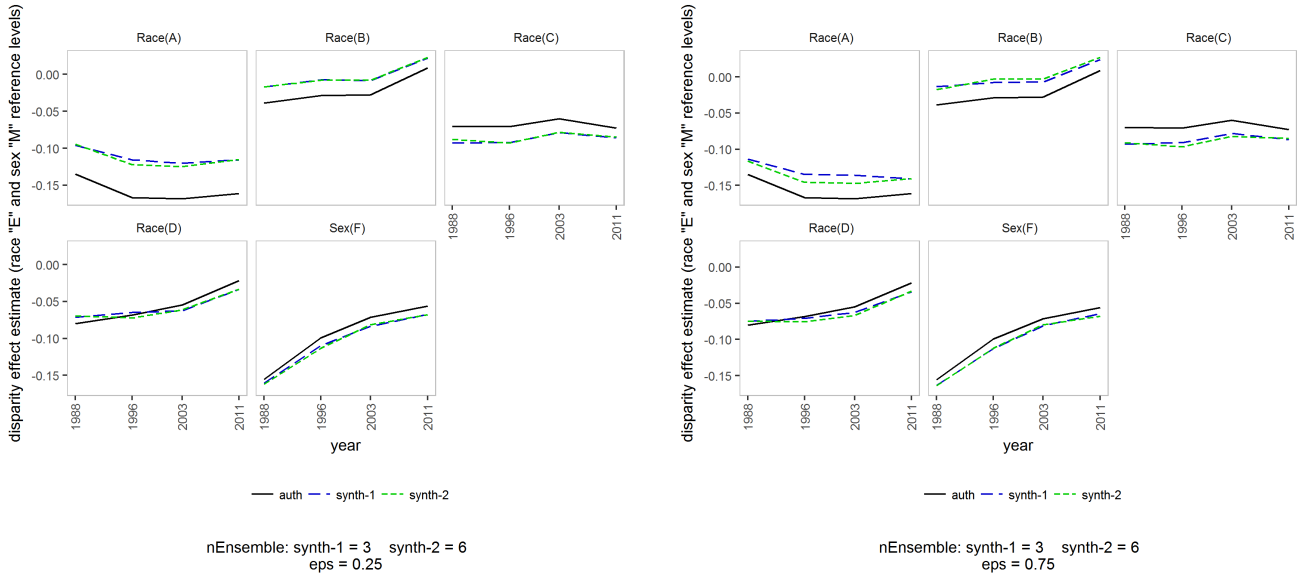 disparity effect estimate (race "E" and sex "M" reference levels)
Race(A) Race(B) Race(C)
0.00
-0.05
-0.10
-0.15
1988 1996 2003 2011
Race(D) Sex(F)
0.00
-0.05
-0.10
-0.15
1988 1996 2003 2011 1988 1996 2003 2011
year
auth synth-1 synth-2
nEnsemble: synth-1 = 3 synth-2 = 6
eps = 0.25
disparity effect estimate (race "E" and sex "M" reference levels)
Race(A) Race(B) Race(C)
0.00
-0.05
-0.10
-0.15
1988 1996 2003 2011
Race(D) Sex(F)
0.00
-0.05
-0.10
-0.15
1988 1996 2003 2011 1988 1996 2003 2011
year
auth synth-1 synth-2
nEnsemble: synth-1 = 3 synth-2 = 6
eps = 0.75